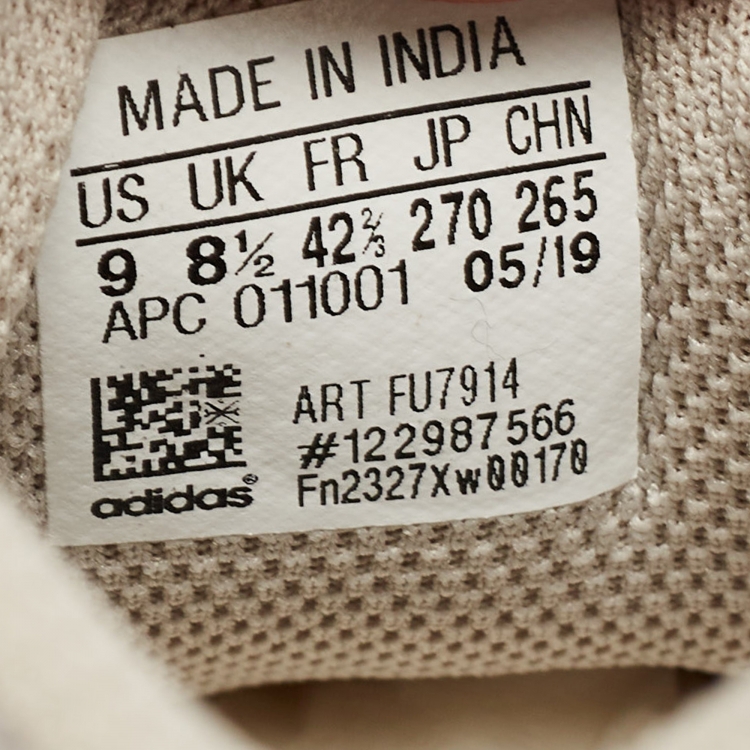 MADE IN INDIA
US UK FR JP CHN
9 8½ 42⅔ 270 265
APC 011001 05/19
ART FU7914
#122987566
Fn2327Xw00170
adidas®